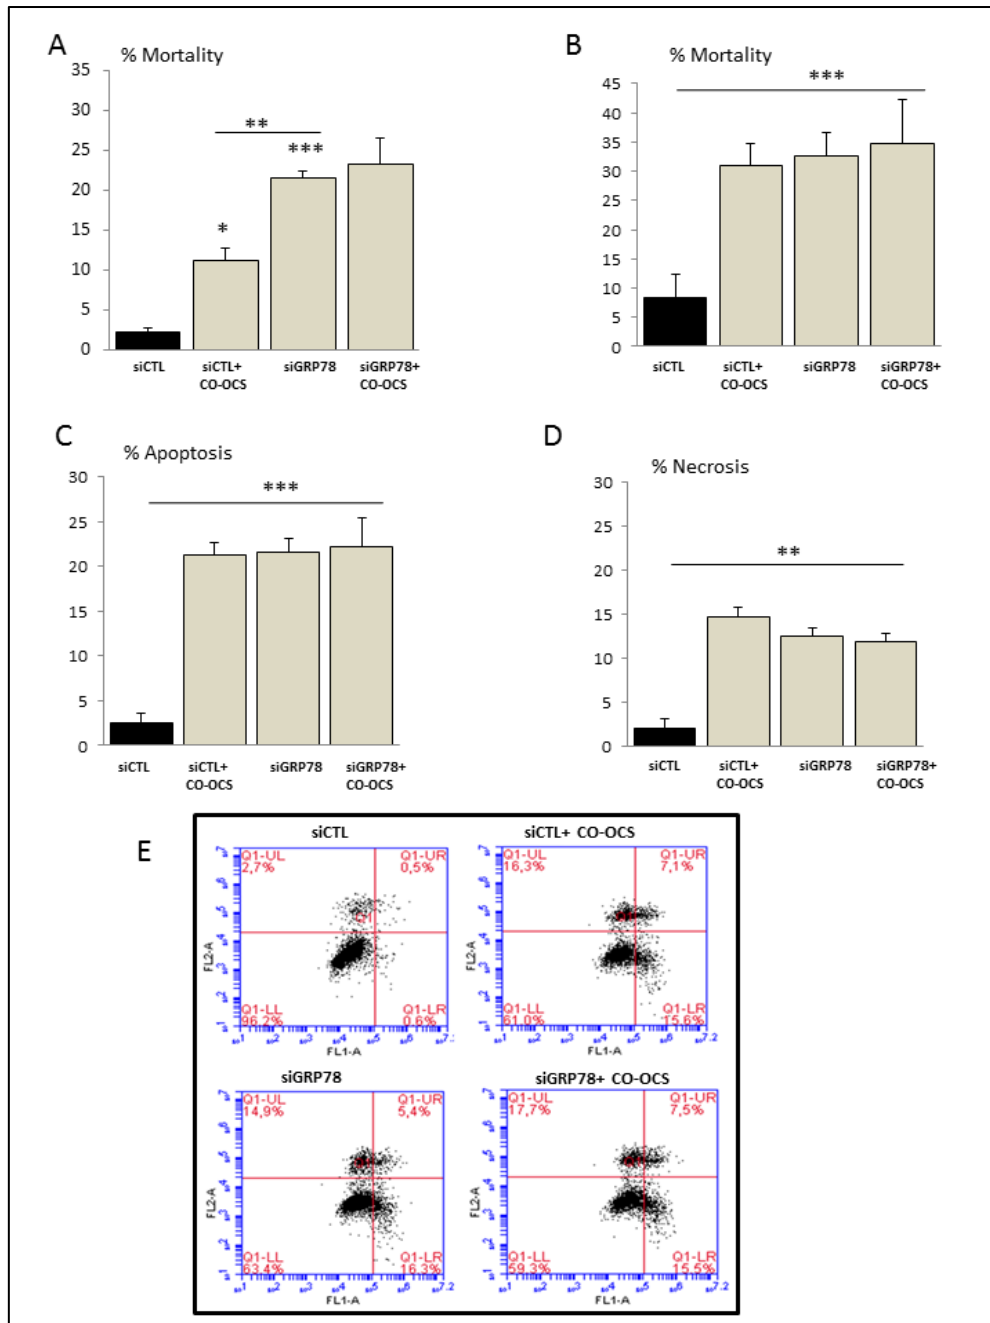 A
% Mortality
35
30
25
20
15
10
5
0
**
***
*
siCTL
siCTL+
CO-OCS
siGRP78
siGRP78+
CO-OCS
B
% Mortality
45
40
35
30
25
20
15
10
5
0
***
siCTL
siCTL+
CO-OCS
siGRP78
siGRP78+
CO-OCS
C
% Apoptosis
30
25
20
15
10
5
0
***
siCTL
siCTL+
CO-OCS
siGRP78
siGRP78+
CO-OCS
D
% Necrosis
30
25
20
15
10
5
0
**
siCTL
siCTL+
CO-OCS
siGRP78
siGRP78+
CO-OCS
E
siCTL
Q1-UL
2,7%
Q1-UR
0,5%
Q1-LL
96,2%
Q1-LR
0,6%
FL2-A
FL1-A
siCTL+ CO-OCS
Q1-UL
16,3%
Q1-UR
7,1%
Q1-LL
61,0%
Q1-LR
15,6%
FL2-A
FL1-A
siGRP78
Q1-UL
14,9%
Q1-UR
5,4%
Q1-LL
63,4%
Q1-LR
16,3%
FL2-A
FL1-A
siGRP78+ CO-OCS
Q1-UL
17,7%
Q1-UR
7,5%
Q1-LL
59,3%
Q1-LR
15,5%
FL2-A
FL1-A